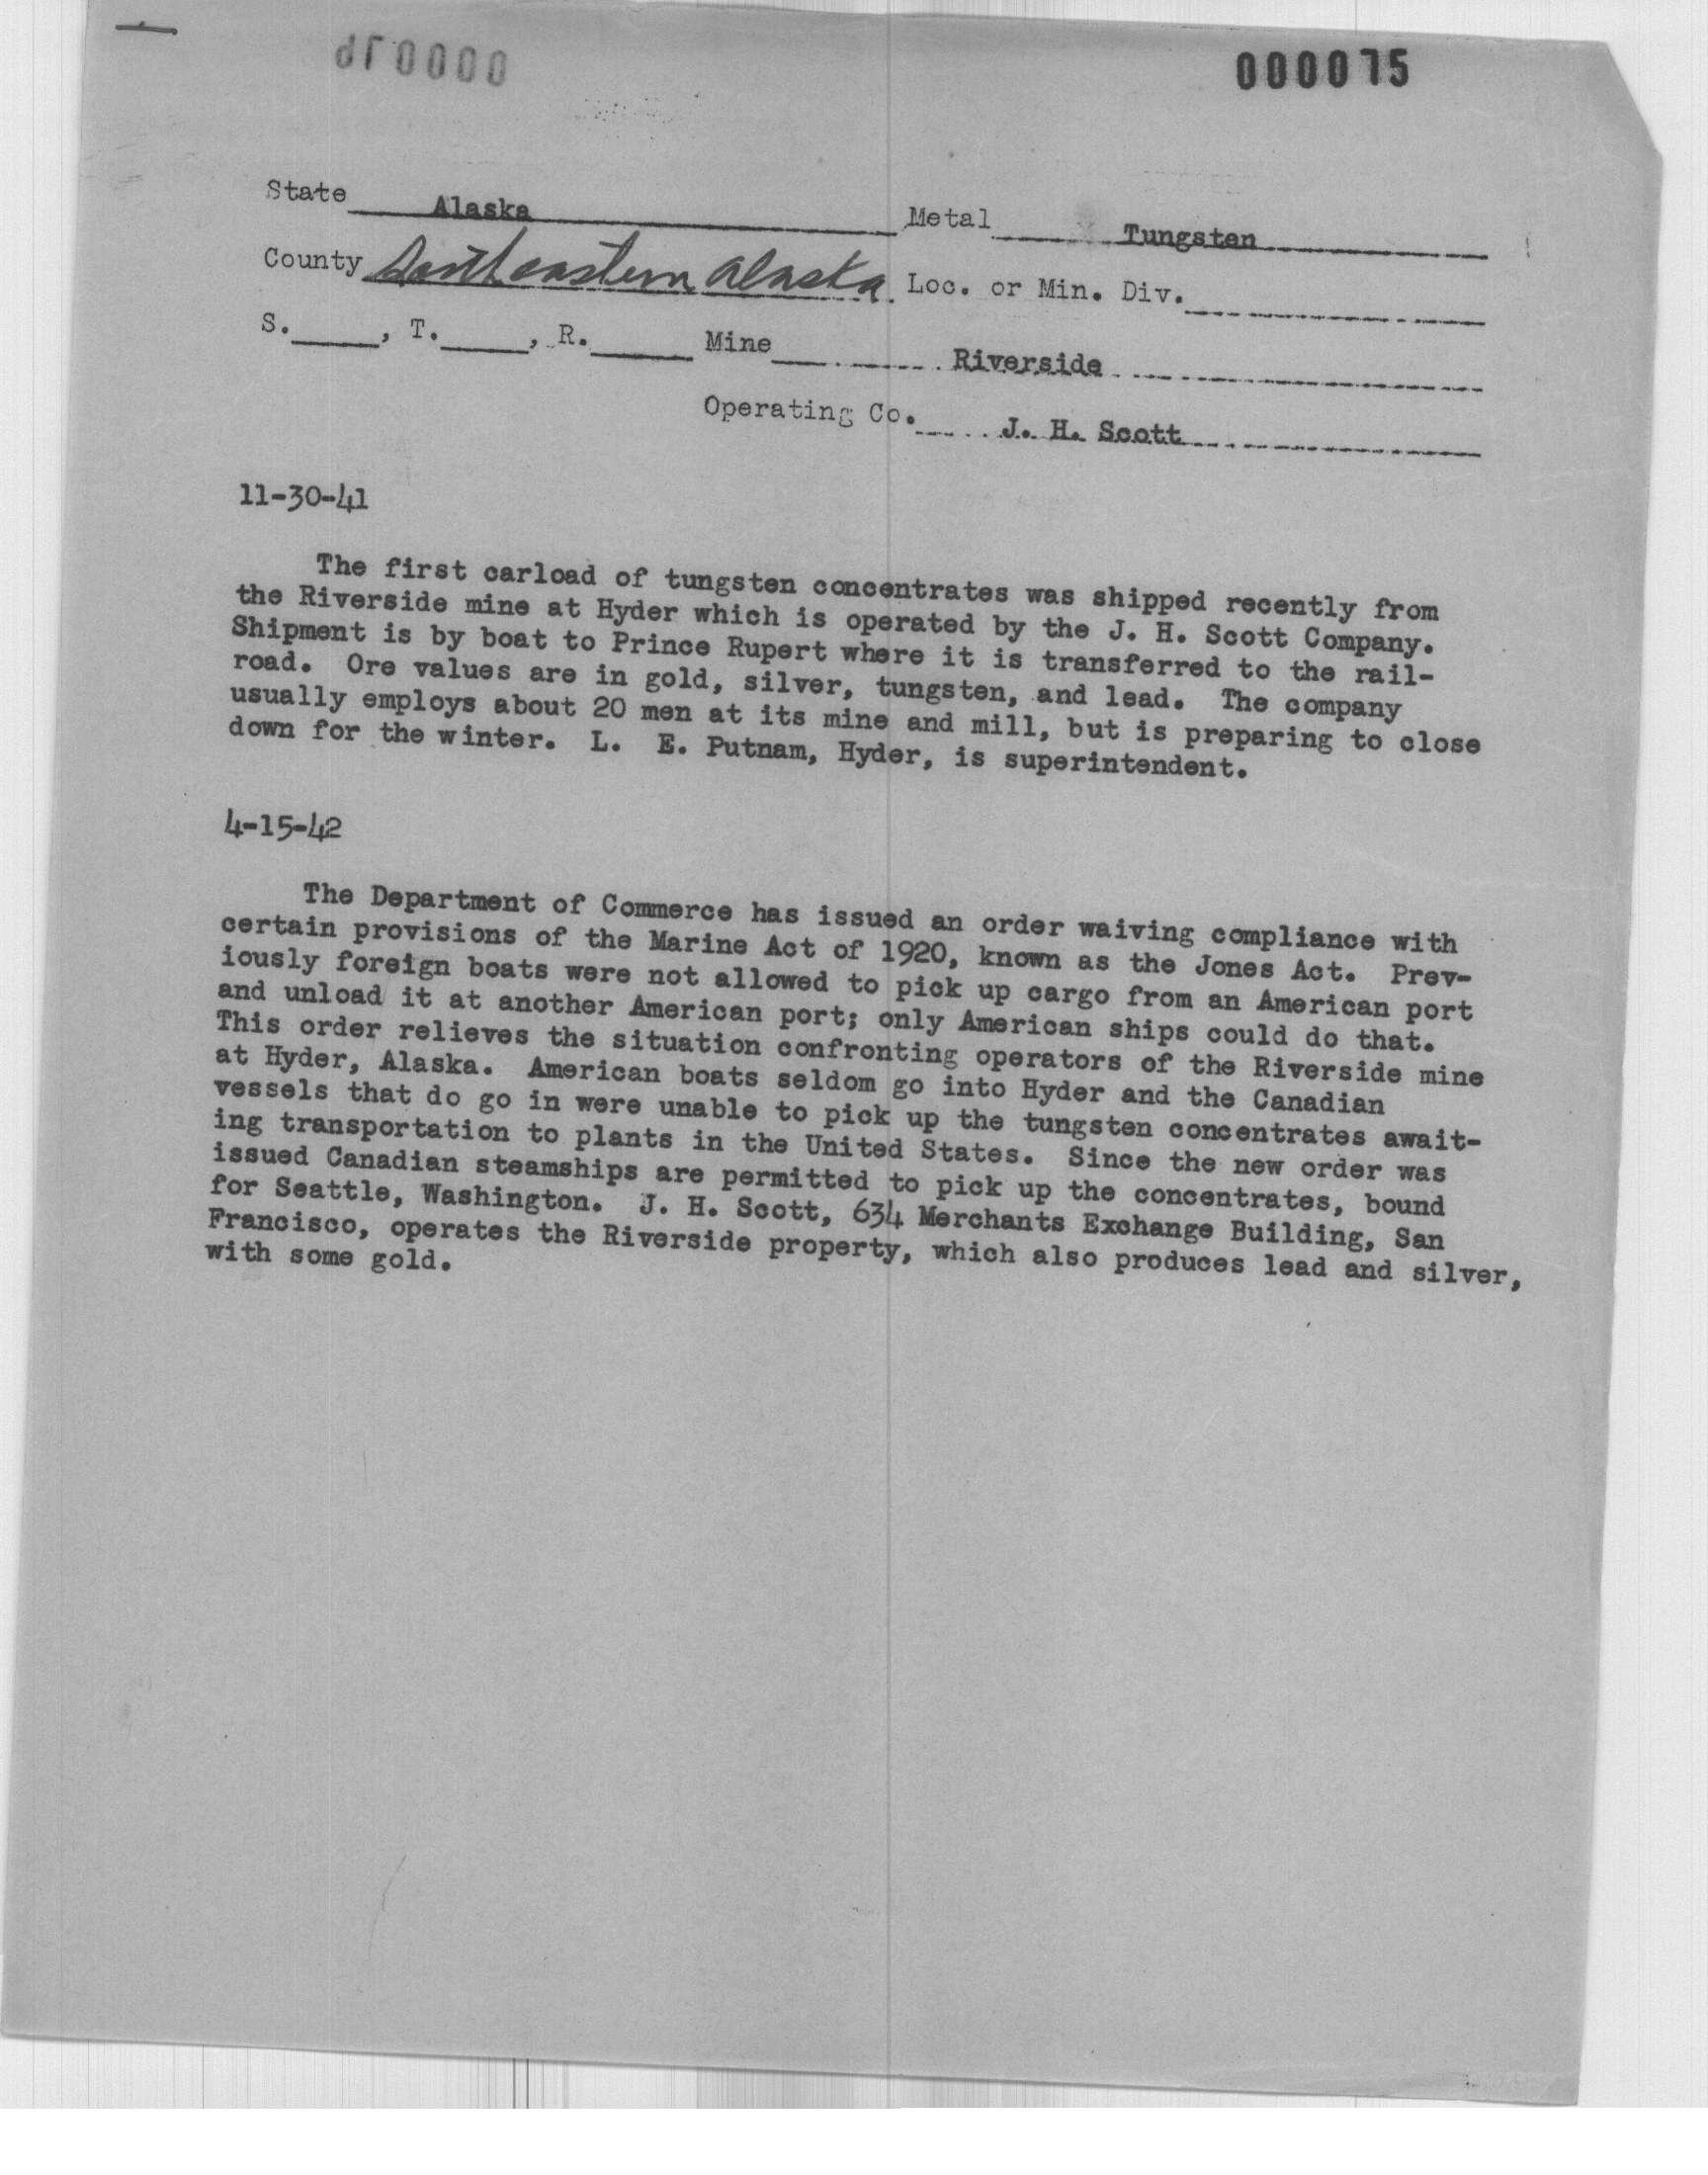 000075
State Alaska Metal Tungsten
County Southeastern Alaska Loc. or Min. Div.
S. , T. , R. Mine Riverside
Operating Co. J. H. Scott
11-30-41
The first carload of tungsten concentrates was shipped recently from
the Riverside mine at Hyder which is operated by the J. H. Scott Company.
Shipment is by boat to Prince Rupert where it is transferred to the rail-
road. Ore values are in gold, silver, tungsten, and lead. The company
usually employs about 20 men at its mine and mill, but is preparing to close
down for the winter. L. E. Putnam, Hyder, is superintendent.
4-15-42
The Department of Commerce has issued an order waiving compliance with
certain provisions of the Marine Act of 1920, known as the Jones Act. Prev-
iously foreign boats were not allowed to pick up cargo from an American port
and unload it at another American port; only American ships could do that.
This order relieves the situation confronting operators of the Riverside mine
at Hyder, Alaska. American boats seldom go into Hyder and the Canadian
vessels that do go in were unable to pick up the tungsten concentrates await-
ing transportation to plants in the United States. Since the new order was
issued Canadian steamships are permitted to pick up the concentrates, bound
for Seattle, Washington. J. H. Scott, 634 Merchants Exchange Building, San
Francisco, operates the Riverside property, which also produces lead and silver,
with some gold.